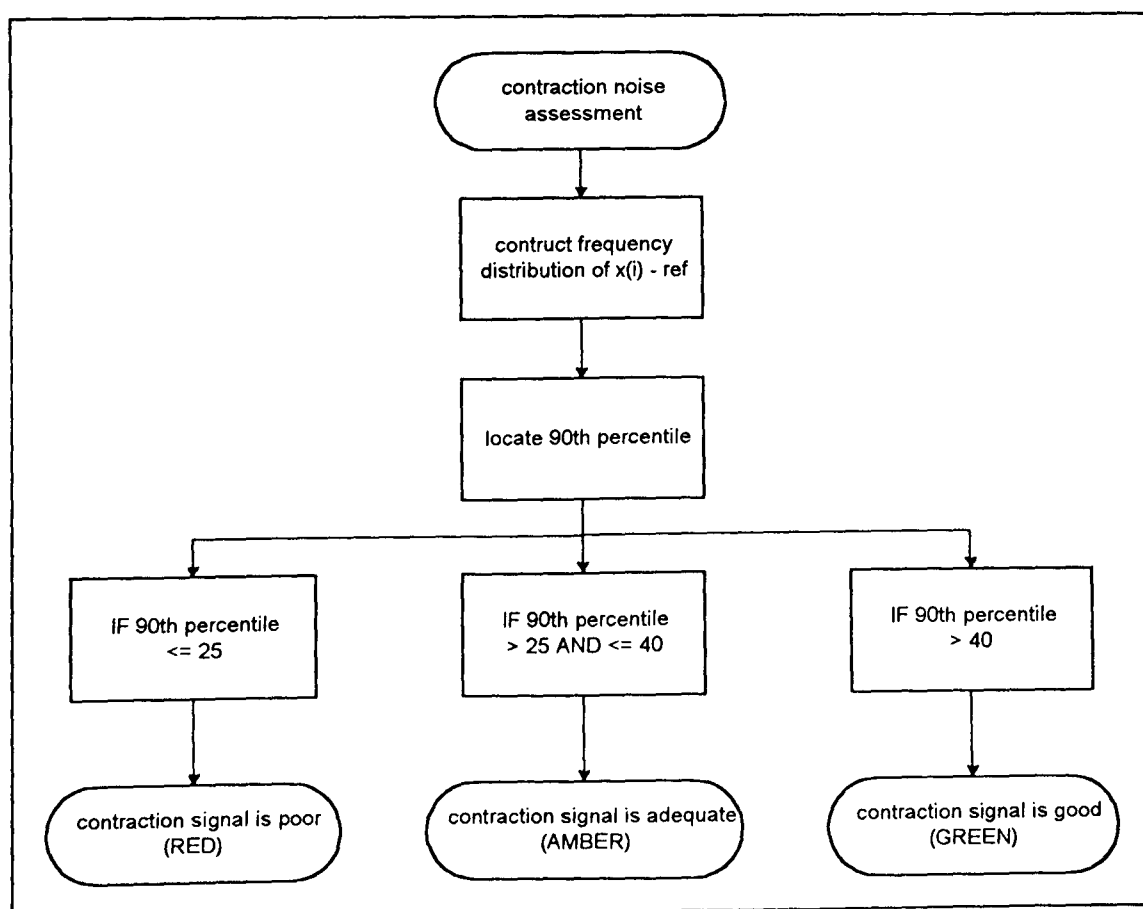 contraction noise
assessment
contruct frequency
distribution of x(i) - ref
locate 90th percentile
IF 90th percentile
<= 25
IF 90th percentile
> 25 AND <= 40
IF 90th percentile
> 40
contraction signal is poor
(RED)
contraction signal is adequate
(AMBER)
contraction signal is good
(GREEN)